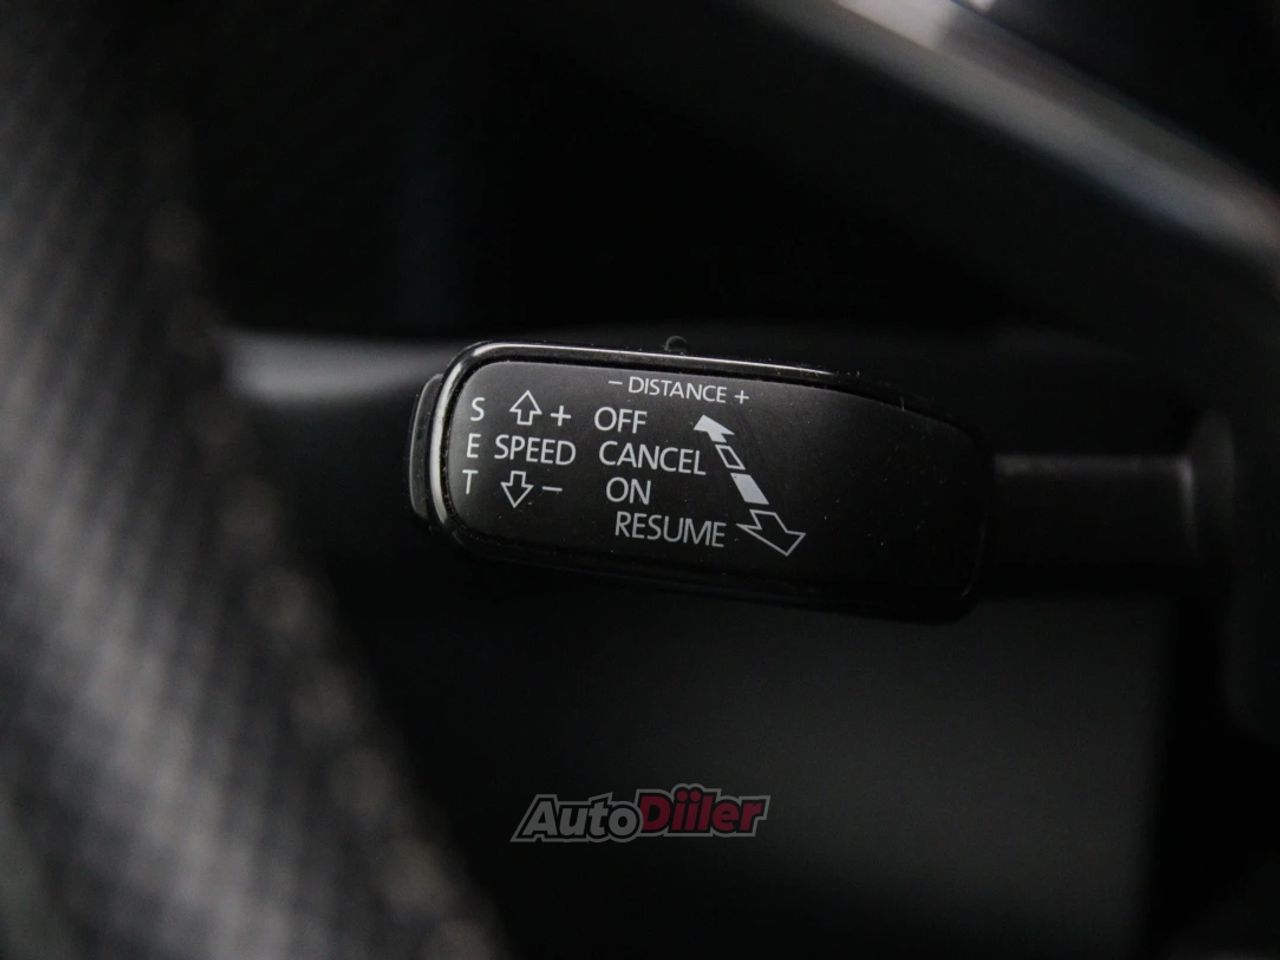 – DISTANCE +
S + OFF
E SPEED CANCEL
T – ON
RESUME
AutoDiiler